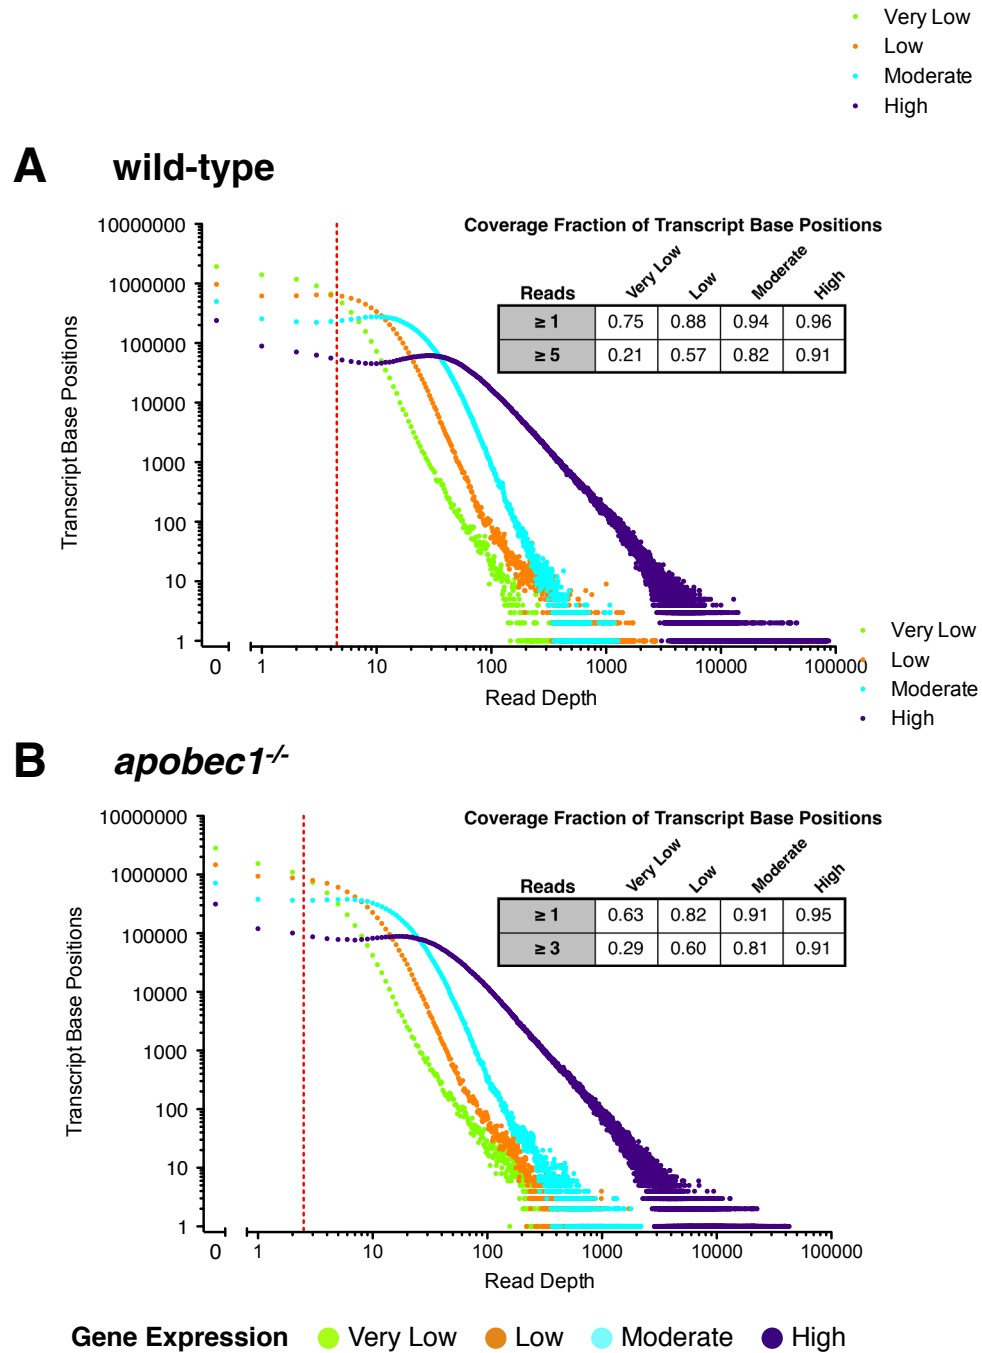 Very Low
Low
Moderate
High
A wild-type
10000000
1000000
100000
10000
1000
100
10
1
Transcript Base Positions
Coverage Fraction of Transcript Base Positions
Reads Very Low Low Moderate High
≥ 1 0.75 0.88 0.94 0.96
≥ 5 0.21 0.57 0.82 0.91
0 1 10 100 1000 10000 100000
Read Depth
Very Low
Low
Moderate
High
B apobec1-/-
10000000
1000000
100000
10000
1000
100
10
1
Transcript Base Positions
Coverage Fraction of Transcript Base Positions
Reads Very Low Low Moderate High
≥ 1 0.63 0.82 0.91 0.95
≥ 3 0.29 0.60 0.81 0.91
0 1 10 100 1000 10000 100000
Read Depth
Gene Expression Very Low Low Moderate High